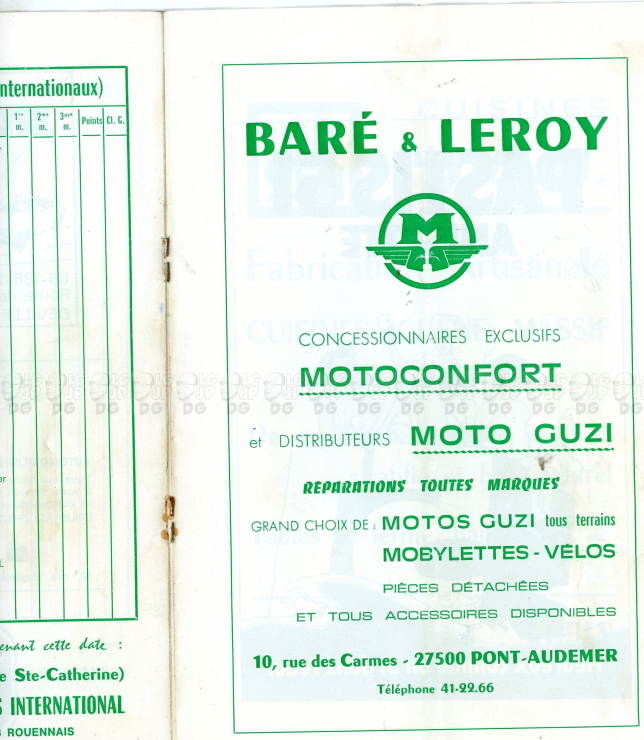 nternationaux)
1re m. 2me m. 3me m. Points Cl. G.
er
L
enant cette date :
e Ste-Catherine)
S INTERNATIONAL
S ROUENNAIS
BARÉ & LEROY
M
CONCESSIONNAIRES EXCLUSIFS
MOTOCONFORT
et DISTRIBUTEURS MOTO GUZI
RÉPARATIONS TOUTES MARQUES
GRAND CHOIX DE : MOTOS GUZI tous terrains
MOBYLETTES - VÉLOS
PIÈCES DÉTACHÉES
ET TOUS ACCESSOIRES DISPONIBLES
10, rue des Carmes - 27500 PONT-AUDEMER
Téléphone 41-22.66